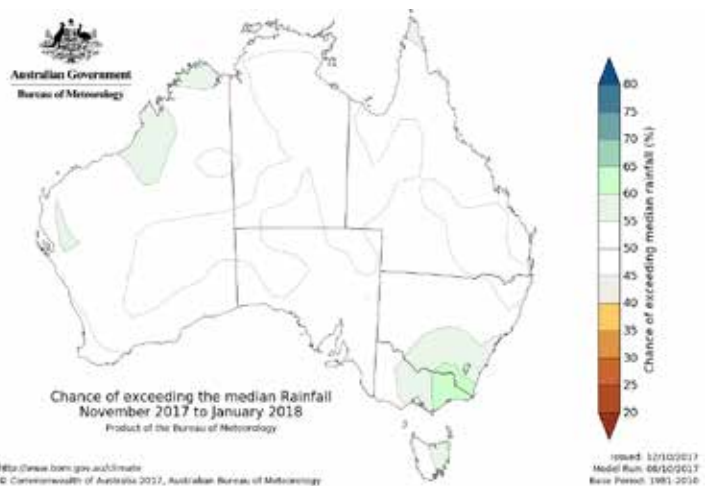 Australian Government
Bureau of Meteorology
80
75
70
65
60
55
50
45
40
35
30
25
20
Chance of exceeding median rainfall (%)
Chance of exceeding the median Rainfall
November 2017 to January 2018
Product of the Bureau of Meteorology
http://www.bom.gov.au/climate
© Commonwealth of Australia 2017, Australian Bureau of Meteorology
Issued: 12/10/2017
Model Run: 08/10/2017
Base Period: 1981-2010